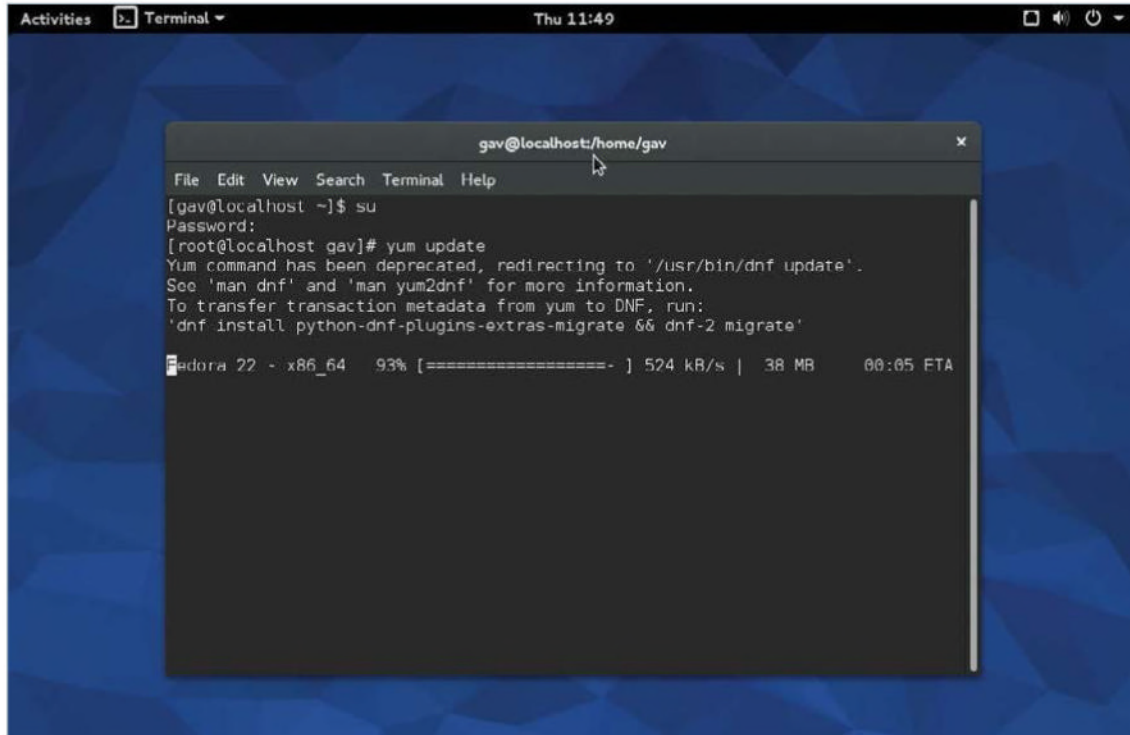 Activities Terminal Thu 11:49
gav@localhost:/home/gav
File Edit View Search Terminal Help
[gav@localhost ~]$ su
Password:
[root@localhost gav]# yum update
Yum command has been deprecated, redirecting to '/usr/bin/dnf update'.
See 'man dnf' and 'man yum2dnf' for more information.
To transfer transaction metadata from yum to DNF, run:
'dnf install python-dnf-plugins-extras-migrate && dnf-2 migrate'
Fedora 22 - x86_64 93% [==================- ] 524 kB/s | 38 MB 00:05 ETA